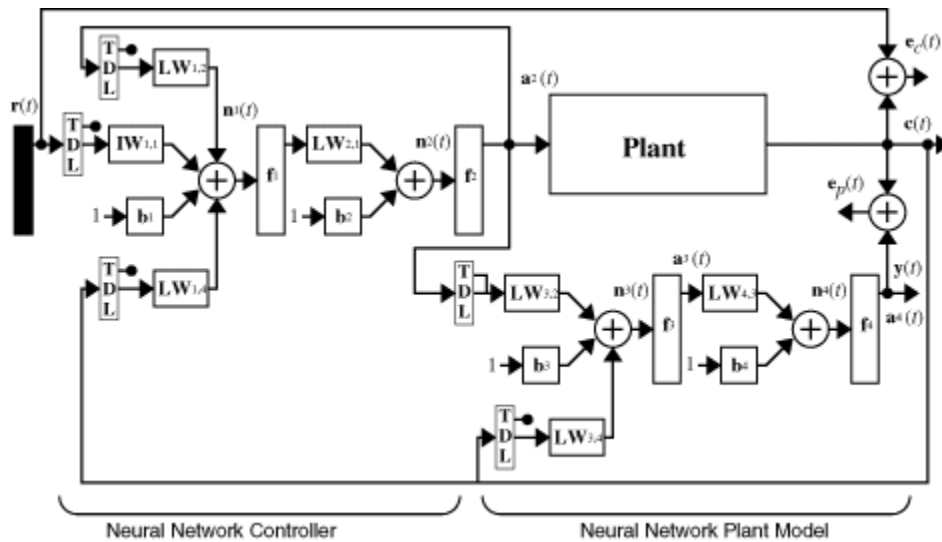 T
D
L
LW1,2
a2(t)
ec(t)
r(t)
n1(t)
T
D
L
IW1,1
f1
LW2,1
n2(t)
f2
Plant
c(t)
1
b1
1
b2
ep(t)
T
D
L
LW1,4
T
D
L
LW3,2
n3(t)
a3(t)
f3
LW4,3
n4(t)
f4
y(t)
a4(t)
1
b3
1
b4
T
D
L
LW3,4
Neural Network Controller
Neural Network Plant Model